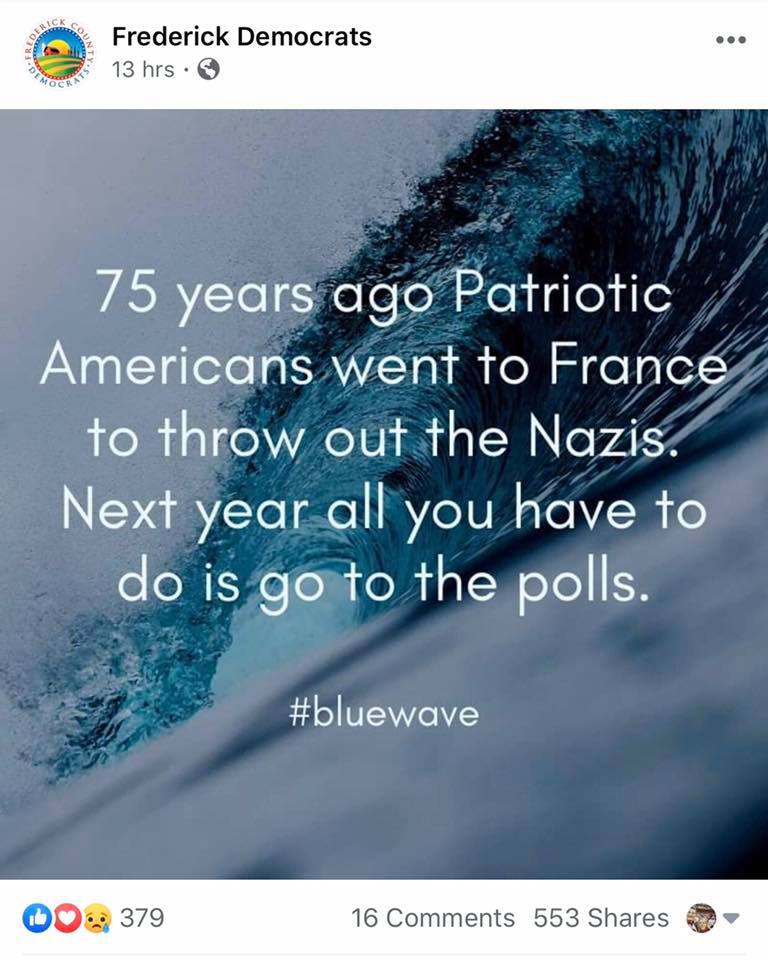 FREDERICK COUNTY
DEMOCRATS
Frederick Democrats
13 hrs ·
75 years ago Patriotic
Americans went to France
to throw out the Nazis.
Next year all you have to
do is go to the polls.
#bluewave
379
16 Comments 553 Shares